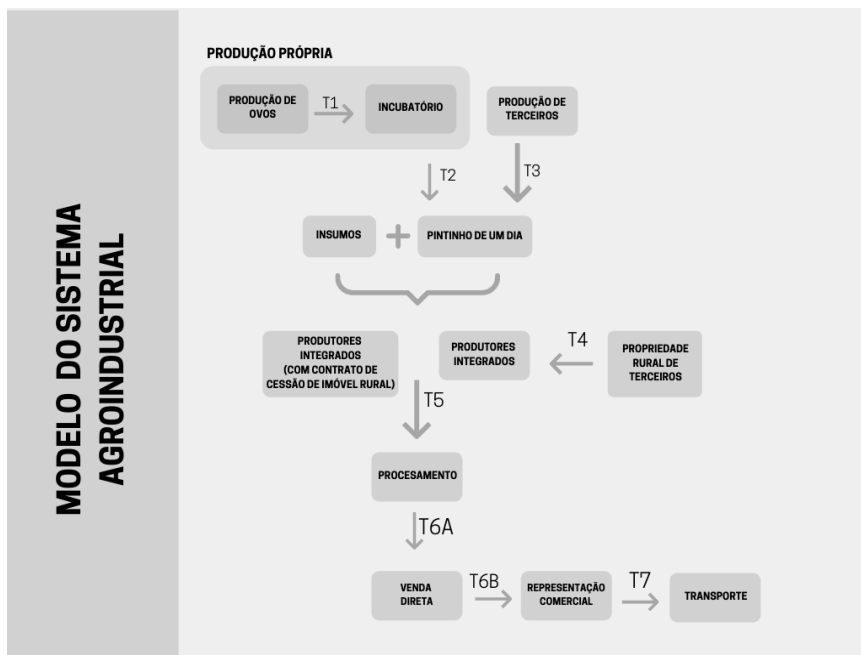 MODELO DO SISTEMA
AGROINDUSTRIAL
PRODUÇÃO PRÓPRIA
PRODUÇÃO DE
OVOS
T1
INCUBATÓRIO
PRODUÇÃO DE
TERCEIROS
T2
T3
INSUMOS
+
PINTINHO DE UM DIA
PRODUTORES
INTEGRADOS
(COM CONTRATO DE
CESSÃO DE IMÓVEL RURAL)
PRODUTORES
INTEGRADOS
T4
PROPRIEDADE
RURAL DE
TERCEIROS
T5
PROCESAMENTO
T6A
VENDA
DIRETA
T6B
REPRESENTAÇÃO
COMERCIAL
T7
TRANSPORTE